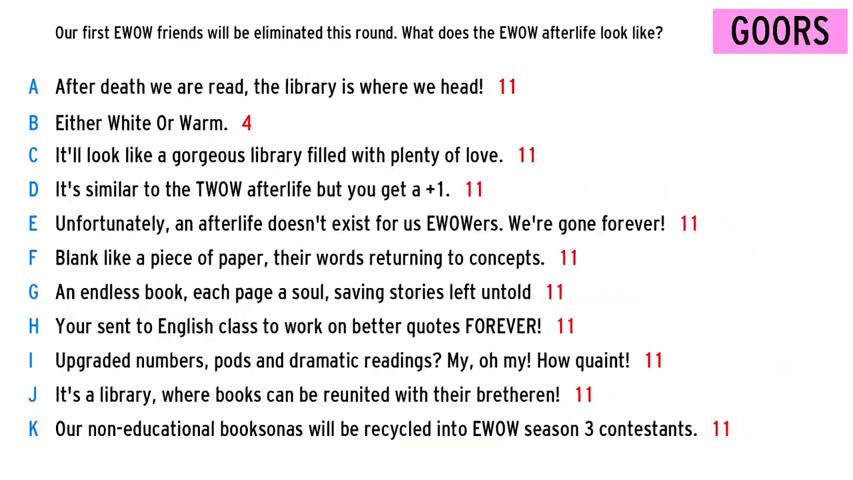 Our first EWOW friends will be eliminated this round. What does the EWOW afterlife look like?
GOORS
A After death we are read, the library is where we head! 11
B Either White Or Warm. 4
C It'll look like a gorgeous library filled with plenty of love. 11
D It's similar to the TWOW afterlife but you get a +1. 11
E Unfortunately, an afterlife doesn't exist for us EWOWers. We're gone forever! 11
F Blank like a piece of paper, their words returning to concepts. 11
G An endless book, each page a soul, saving stories left untold 11
H Your sent to English class to work on better quotes FOREVER! 11
I Upgraded numbers, pods and dramatic readings? My, oh my! How quaint! 11
J It's a library, where books can be reunited with their bretheren! 11
K Our non-educational booksonas will be recycled into EWOW season 3 contestants. 11